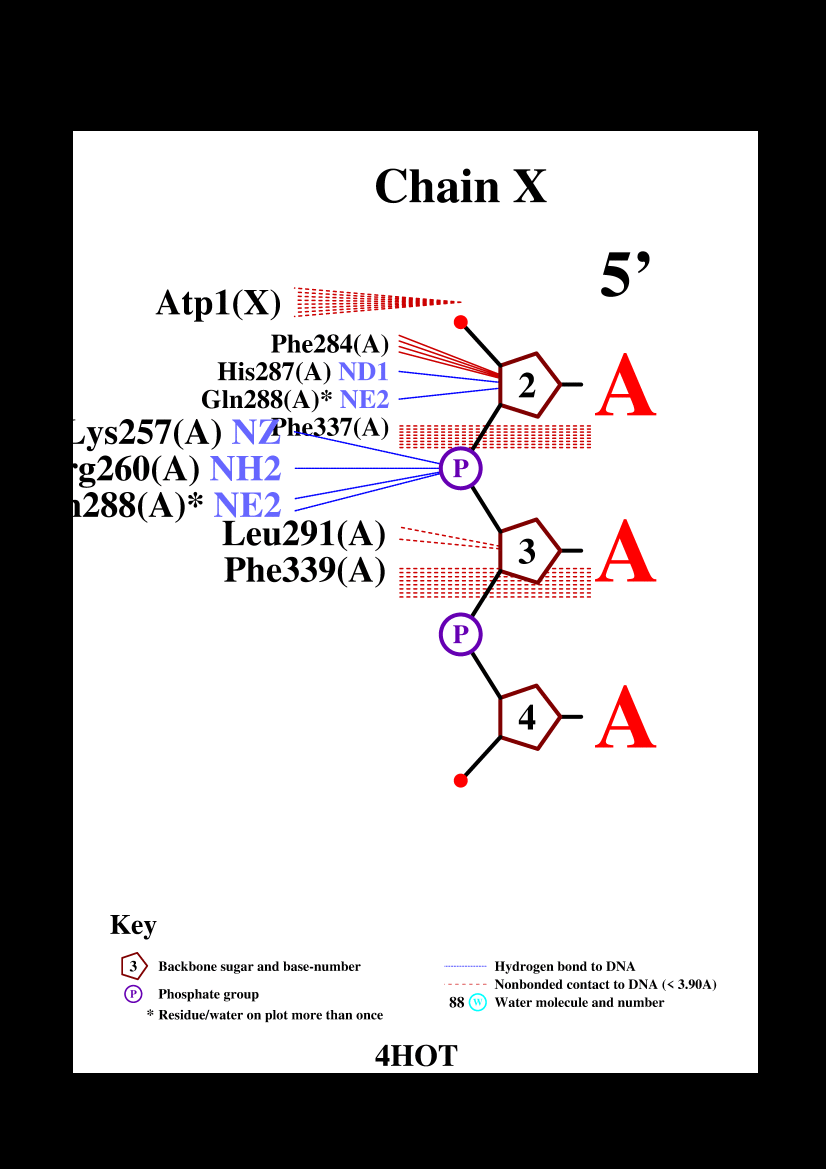 Chain X
5’
Atp1(X)
Phe284(A)
His287(A) ND1
2
A
Gln288(A)* NE2
Phe337(A)
Lys257(A) NZ
P
rg260(A) NH2
n288(A)* NE2
Leu291(A)
3
A
Phe339(A)
P
4
A
Key
3 Backbone sugar and base-number
P Phosphate group
* Residue/water on plot more than once
Hydrogen bond to DNA
Nonbonded contact to DNA (< 3.90A)
88 W Water molecule and number
4HOT